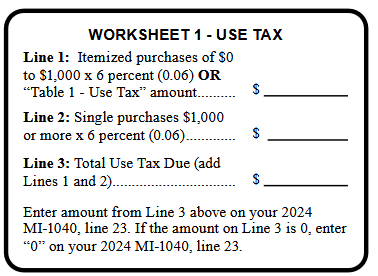 WORKSHEET 1 - USE TAX
Line 1:  Itemized purchases of $0
to $1,000 x 6 percent (0.06) OR
“Table 1 - Use Tax” amount.......... $ ____________
Line 2: Single purchases $1,000
or more x 6 percent (0.06)............. $ ____________
Line 3: Total Use Tax Due (add
Lines 1 and 2)................................ $ ____________
Enter amount from Line 3 above on your 2024
MI-1040, line 23. If the amount on Line 3 is 0, enter
“0” on your 2024 MI-1040, line 23.